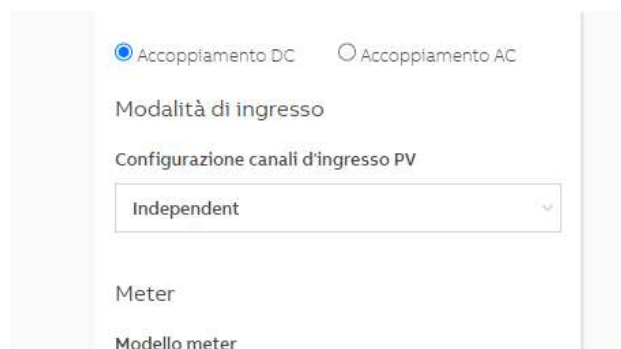 Accoppiamento DC Accoppiamento AC
Modalità di ingresso
Configurazione canali d'ingresso PV
Independent
Meter
Modello meter